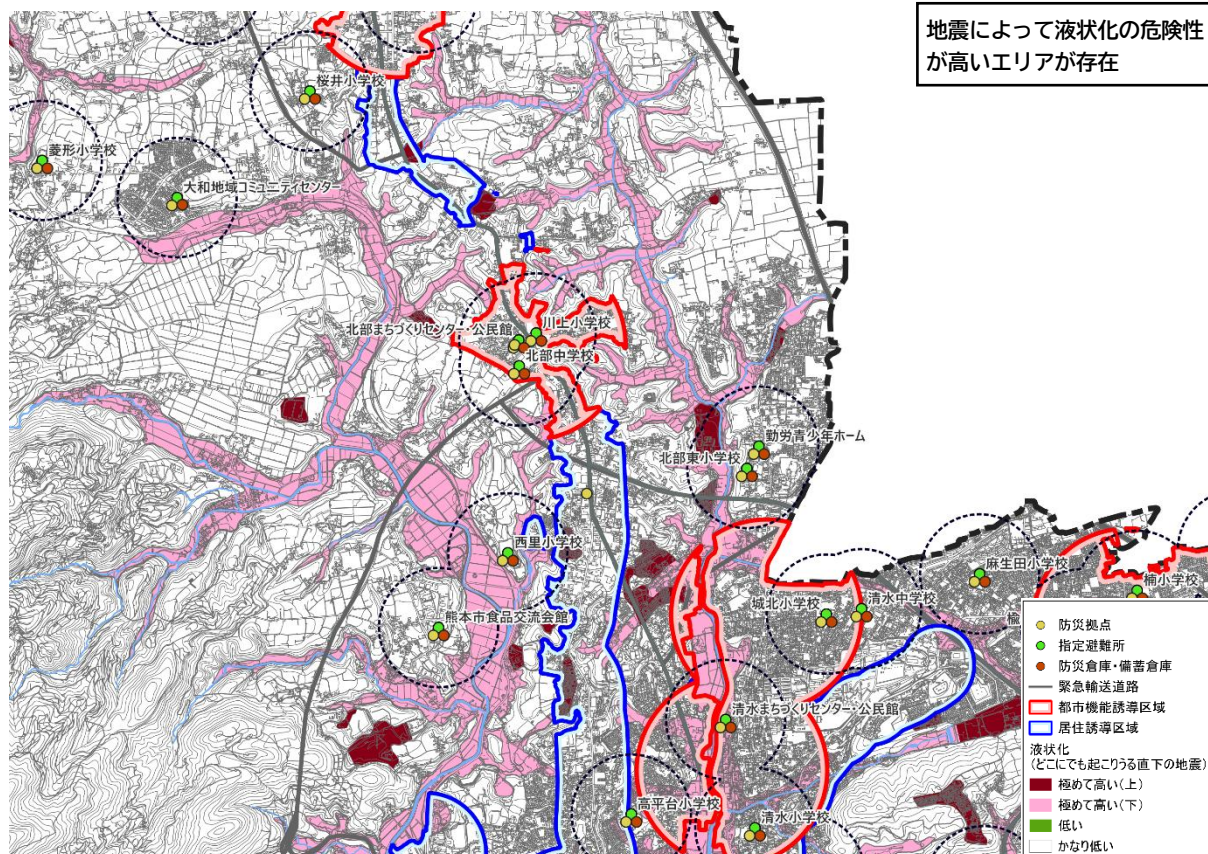 地震によって液状化の危険性
が高いエリアが存在
桜井小学校
菱形小学校
大和地域コミュニティセンター
川上小学校
北部まちづくりセンター・公民館
北部中学校
勤労青少年ホーム
北部東小学校
西里小学校
麻生田小学校
楠小学校
城北小学校
清水中学校
熊本市食品交流会館
楡
清水まちづくりセンター・公民館
高平台小学校
清水小学校
防災拠点
指定避難所
防災倉庫・備蓄倉庫
緊急輸送道路
都市機能誘導区域
居住誘導区域
液状化
(どこにでも起こりうる直下の地震)
極めて高い(上)
極めて高い(下)
低い
かなり低い